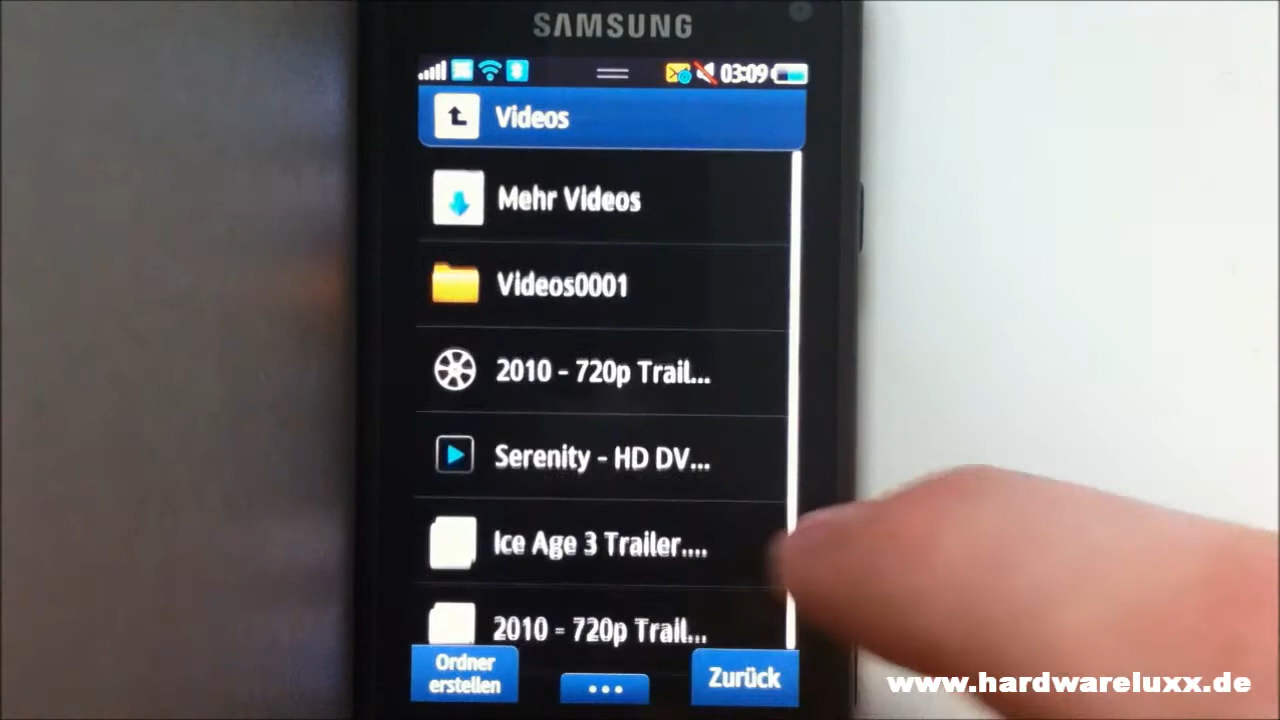 SAMSUNG
03:09
Videos
Mehr Videos
Videos0001
2010 - 720p Trail...
Serenity - HD DV...
Ice Age 3 Trailer....
2010 - 720p Trail...
Ordner
erstellen
...
Zurück
www.hardwareluxx.de